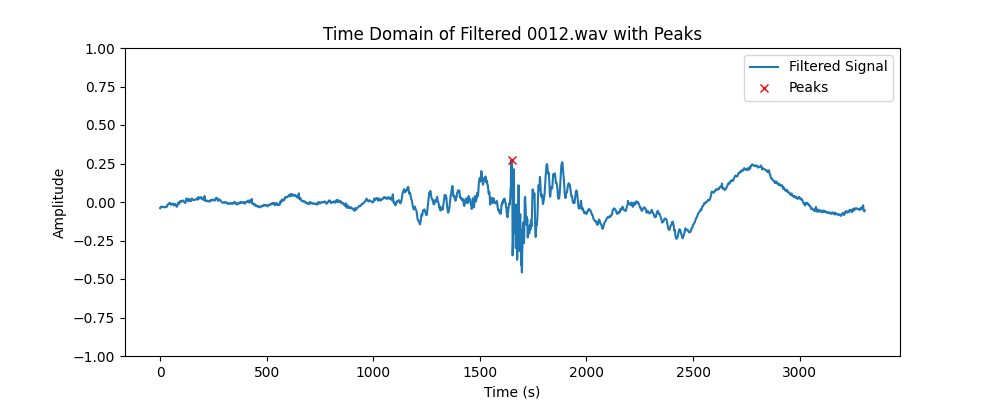 Time Domain of Filtered 0012.wav with Peaks
1.00
0.75
0.50
0.25
0.00
−0.25
−0.50
−0.75
−1.00
Amplitude
Filtered Signal
Peaks
0 500 1000 1500 2000 2500 3000
Time (s)